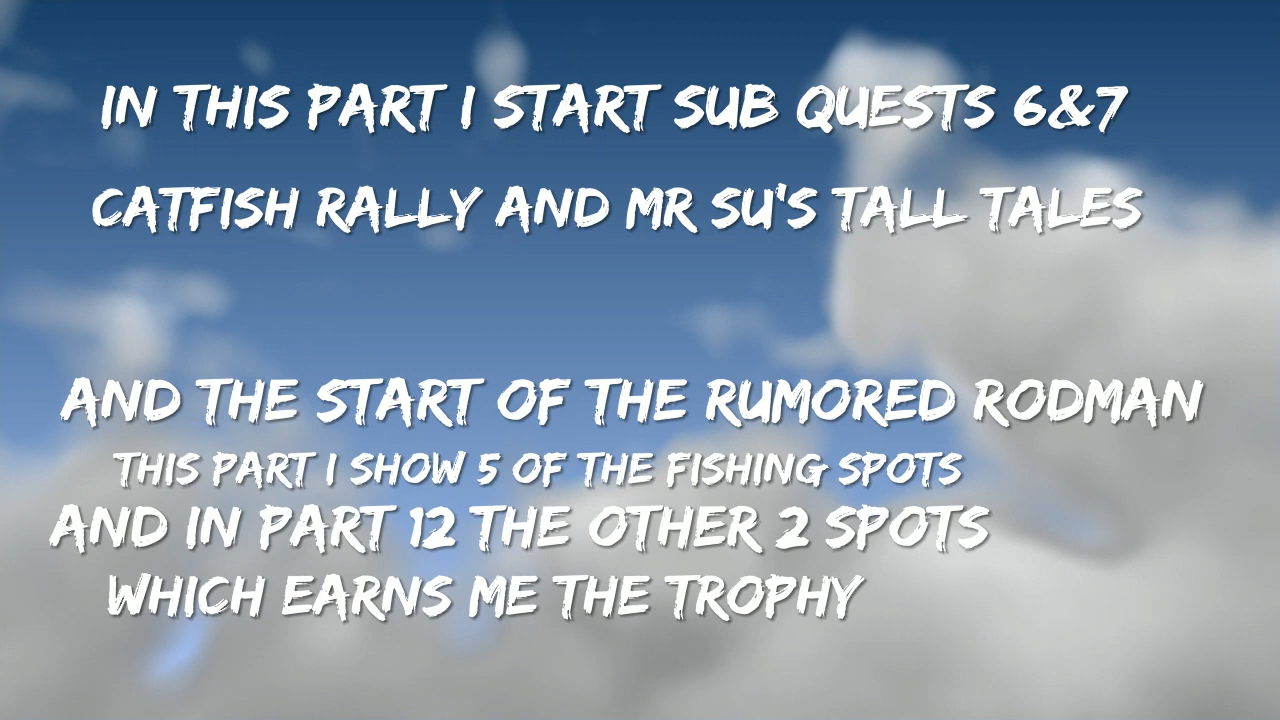 IN THIS PART I START SUB QUESTS 6&7
CATFISH RALLY AND MR SU'S TALL TALES
AND THE START OF THE RUMORED RODMAN
THIS PART I SHOW 5 OF THE FISHING SPOTS
AND IN PART 12 THE OTHER 2 SPOTS
WHICH EARNS ME THE TROPHY